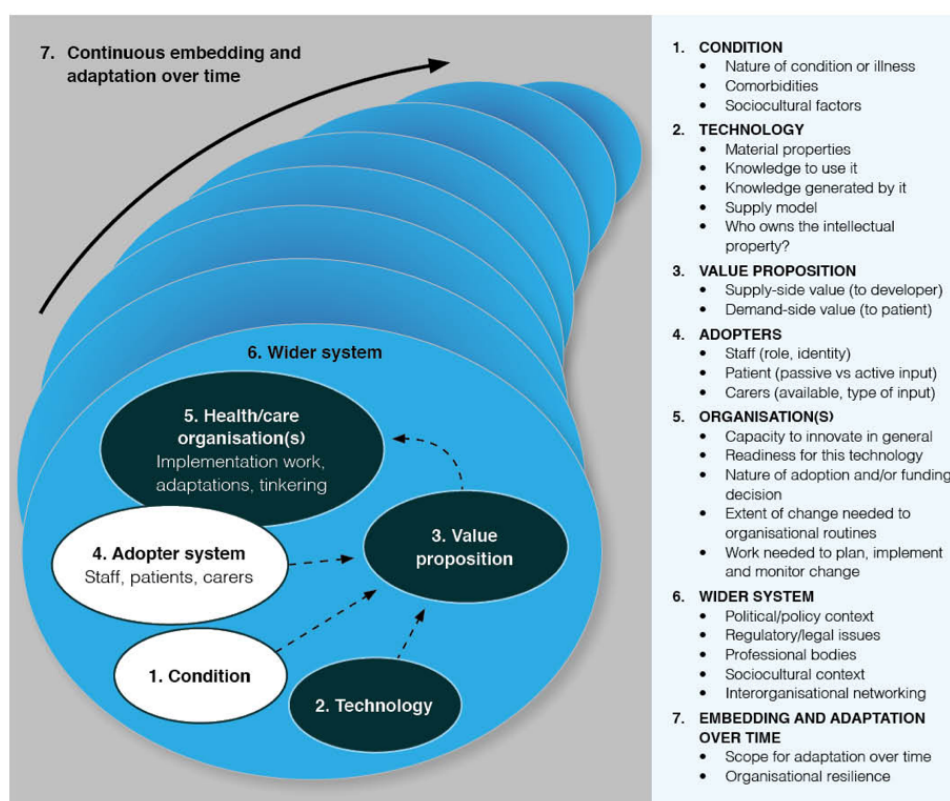 7. Continuous embedding and
adaptation over time
6. Wider system
5. Health/care
organisation(s)
Implementation work,
adaptations, tinkering
4. Adopter system
Staff, patients, carers
3. Value
proposition
1. Condition
2. Technology
1. CONDITION
• Nature of condition or illness
• Comorbidities
• Sociocultural factors
2. TECHNOLOGY
• Material properties
• Knowledge to use it
• Knowledge generated by it
• Supply model
• Who owns the intellectual
property?
3. VALUE PROPOSITION
• Supply-side value (to developer)
• Demand-side value (to patient)
4. ADOPTERS
• Staff (role, identity)
• Patient (passive vs active input)
• Carers (available, type of input)
5. ORGANISATION(S)
• Capacity to innovate in general
• Readiness for this technology
• Nature of adoption and/or funding
decision
• Extent of change needed to
organisational routines
• Work needed to plan, implement
and monitor change
6. WIDER SYSTEM
• Political/policy context
• Regulatory/legal issues
• Professional bodies
• Sociocultural context
• Interorganisational networking
7. EMBEDDING AND ADAPTATION
OVER TIME
• Scope for adaptation over time
• Organisational resilience